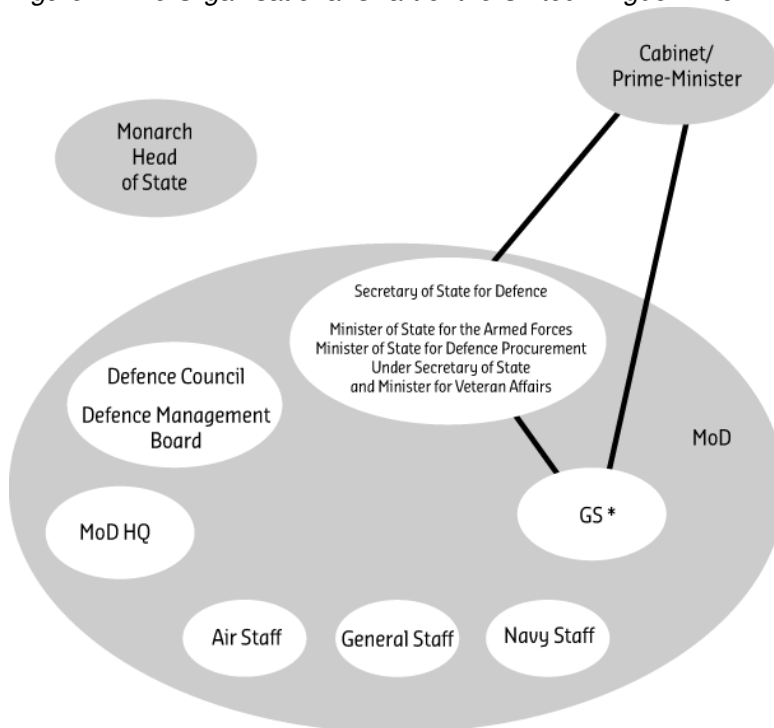 Cabinet/
Prime-Minister
Monarch
Head
of State
Secretary of State for Defence
Minister of State for the Armed Forces
Minister of State for Defence Procurement
Under Secretary of State
and Minister for Veteran Affairs
Defence Council
Defence Management
Board
MoD
GS *
MoD HQ
Air Staff
General Staff
Navy Staff